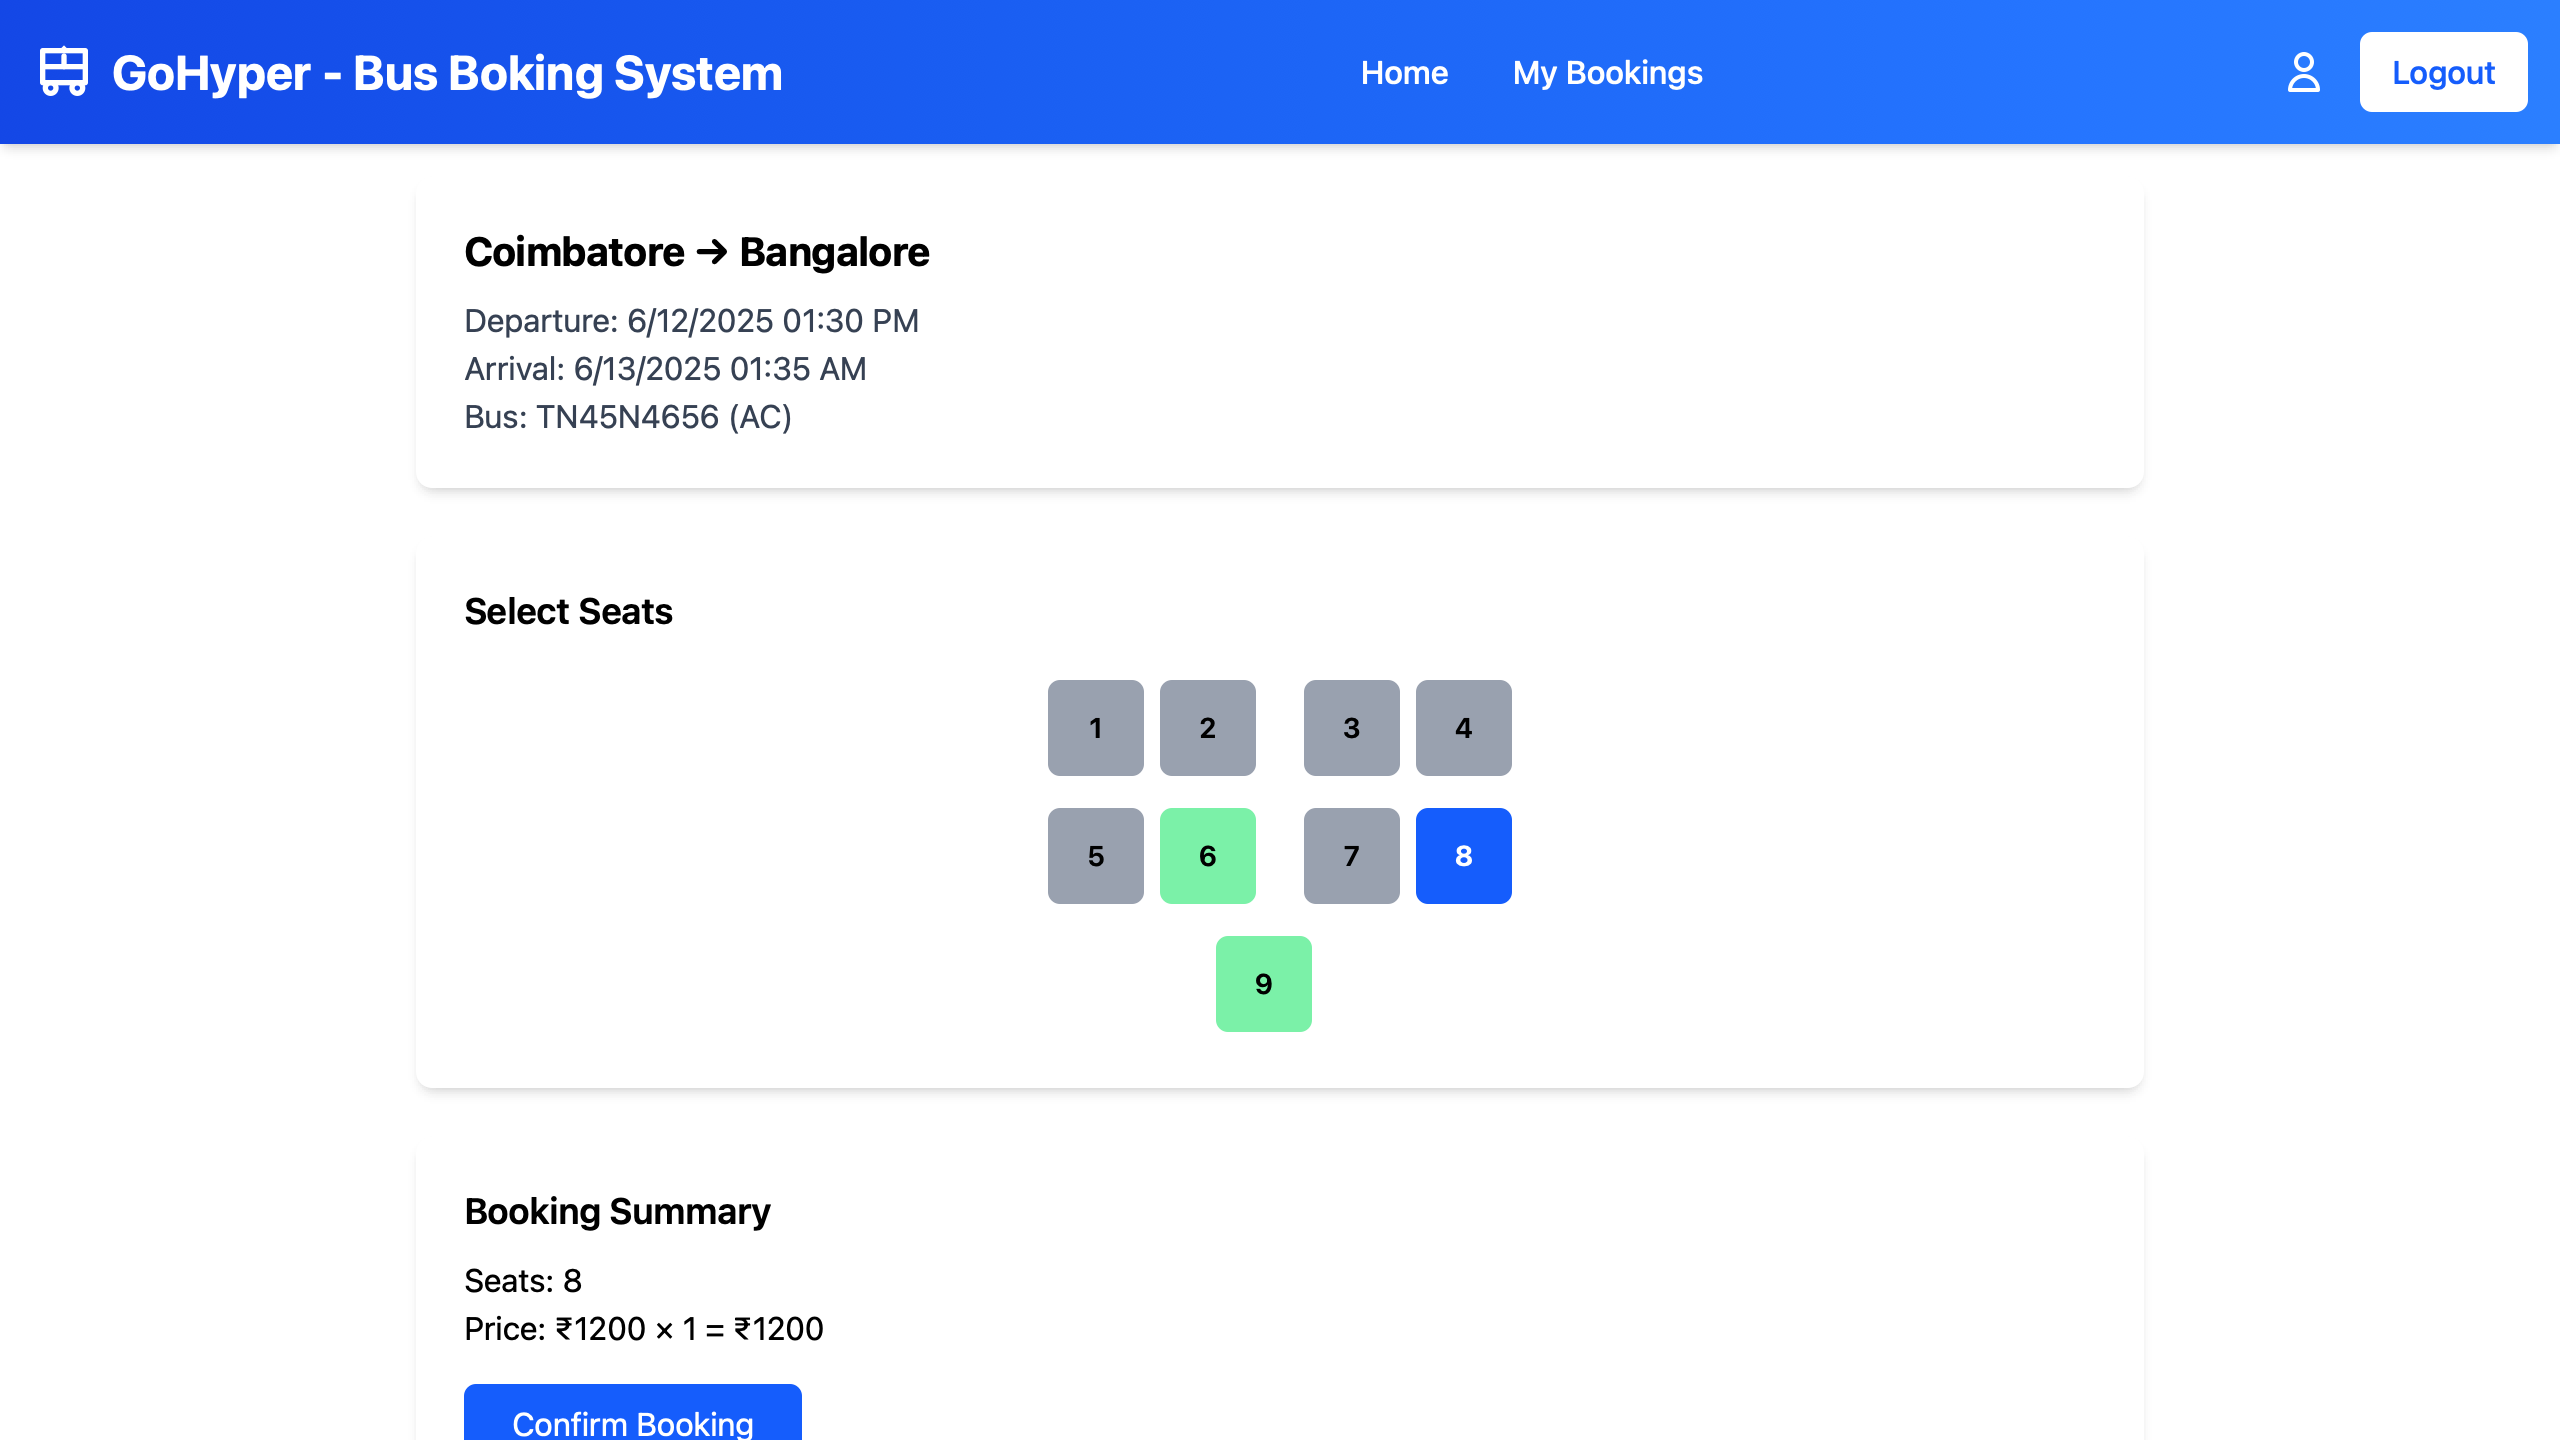 GoHyper - Bus Boking System
Home
My Bookings
Logout
Coimbatore → Bangalore
Departure: 6/12/2025 01:30 PM
Arrival: 6/13/2025 01:35 AM
Bus: TN45N4656 (AC)
Select Seats
1 2 3 4
5 6 7 8
9
Booking Summary
Seats: 8
Price: ₹1200 × 1 = ₹1200
Confirm Booking